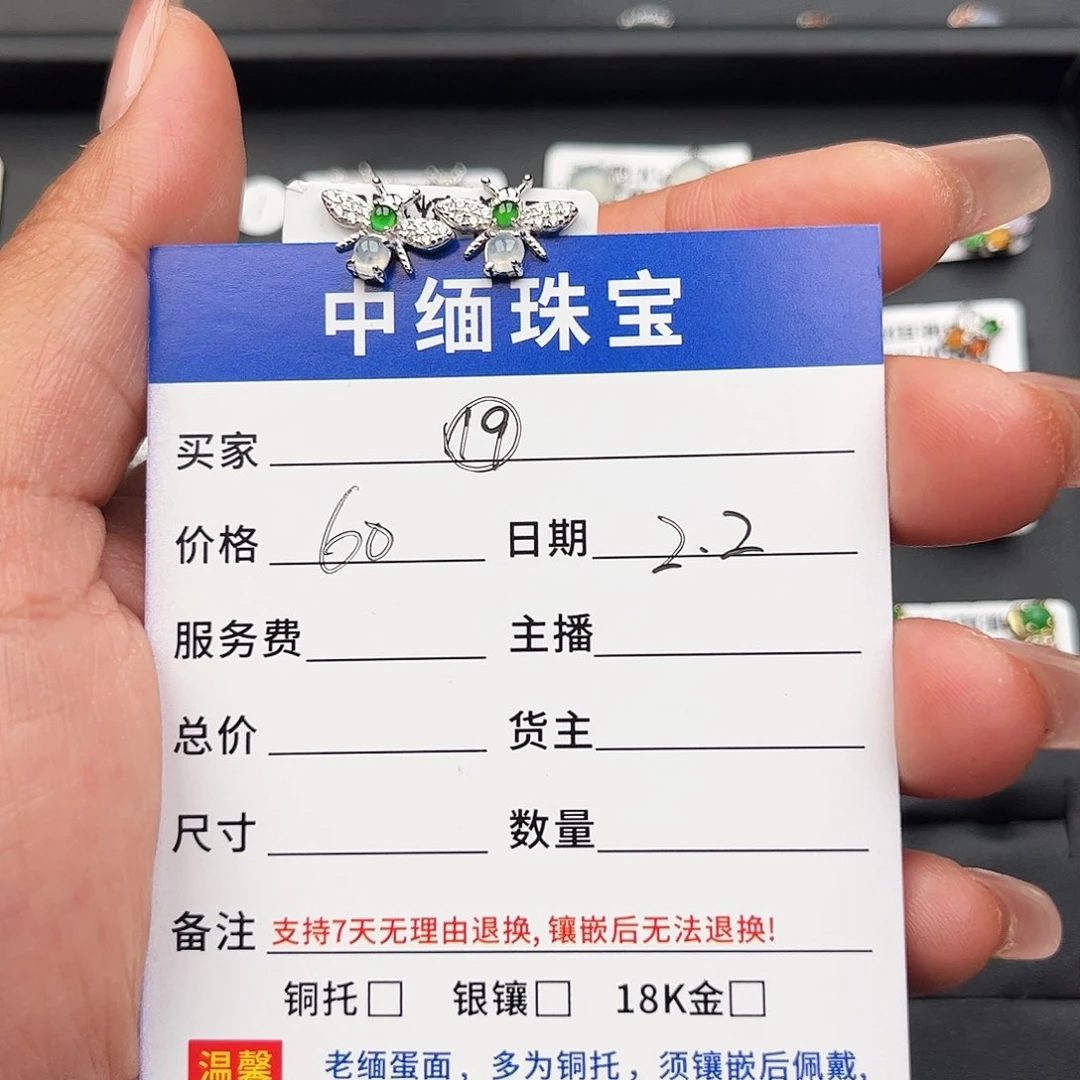 中缅珠宝
买家 19
价格 60 日期 2.2
服务费 主播
总价 货主
尺寸 数量
备注 支持7天无理由退换,镶嵌后无法退换!
铜托□ 银镶□ 18K金□
温馨 老缅蛋面，多为铜托，须镶嵌后佩戴,